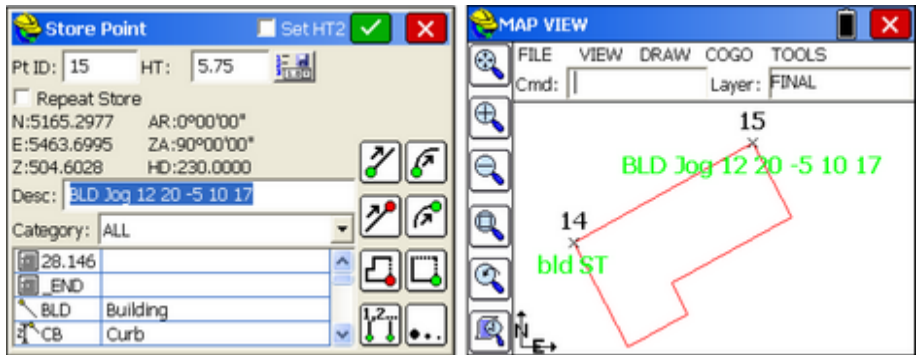 Store Point
Set HT2
Pt ID: 15 HT: 5.75
Repeat Store
N:5165.2977 AR:0°00'00"
E:5463.6995 ZA:90°00'00"
Z:504.6028 HD:230.0000
Desc: BLD Jog 12 20 -5 10 17
Category: ALL
28.146
_END
BLD Building
CB Curb
1,2...
MAP VIEW
FILE VIEW DRAW COGO TOOLS
Cmd: Layer: FINAL
15
BLD Jog 12 20 -5 10 17
14
bld ST
N
E